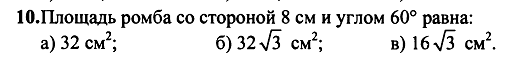 10.Площадь ромба со стороной 8 см и углом 60° равна:
а) 32 см²; б) 32√3 см²; в) 16√3 см².